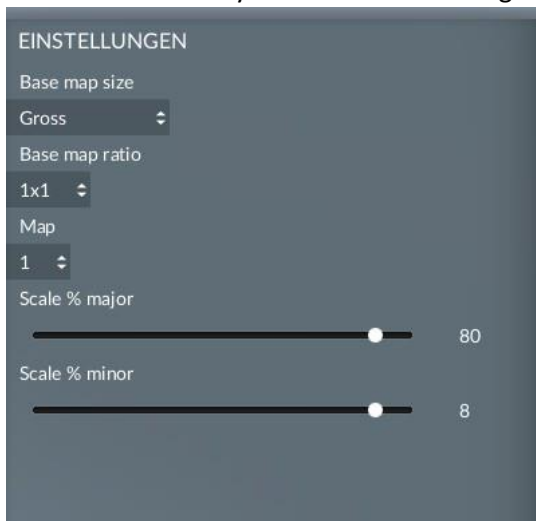 EINSTELLUNGEN
Base map size
Gross
Base map ratio
1x1
Map
1
Scale % major
80
Scale % minor
8